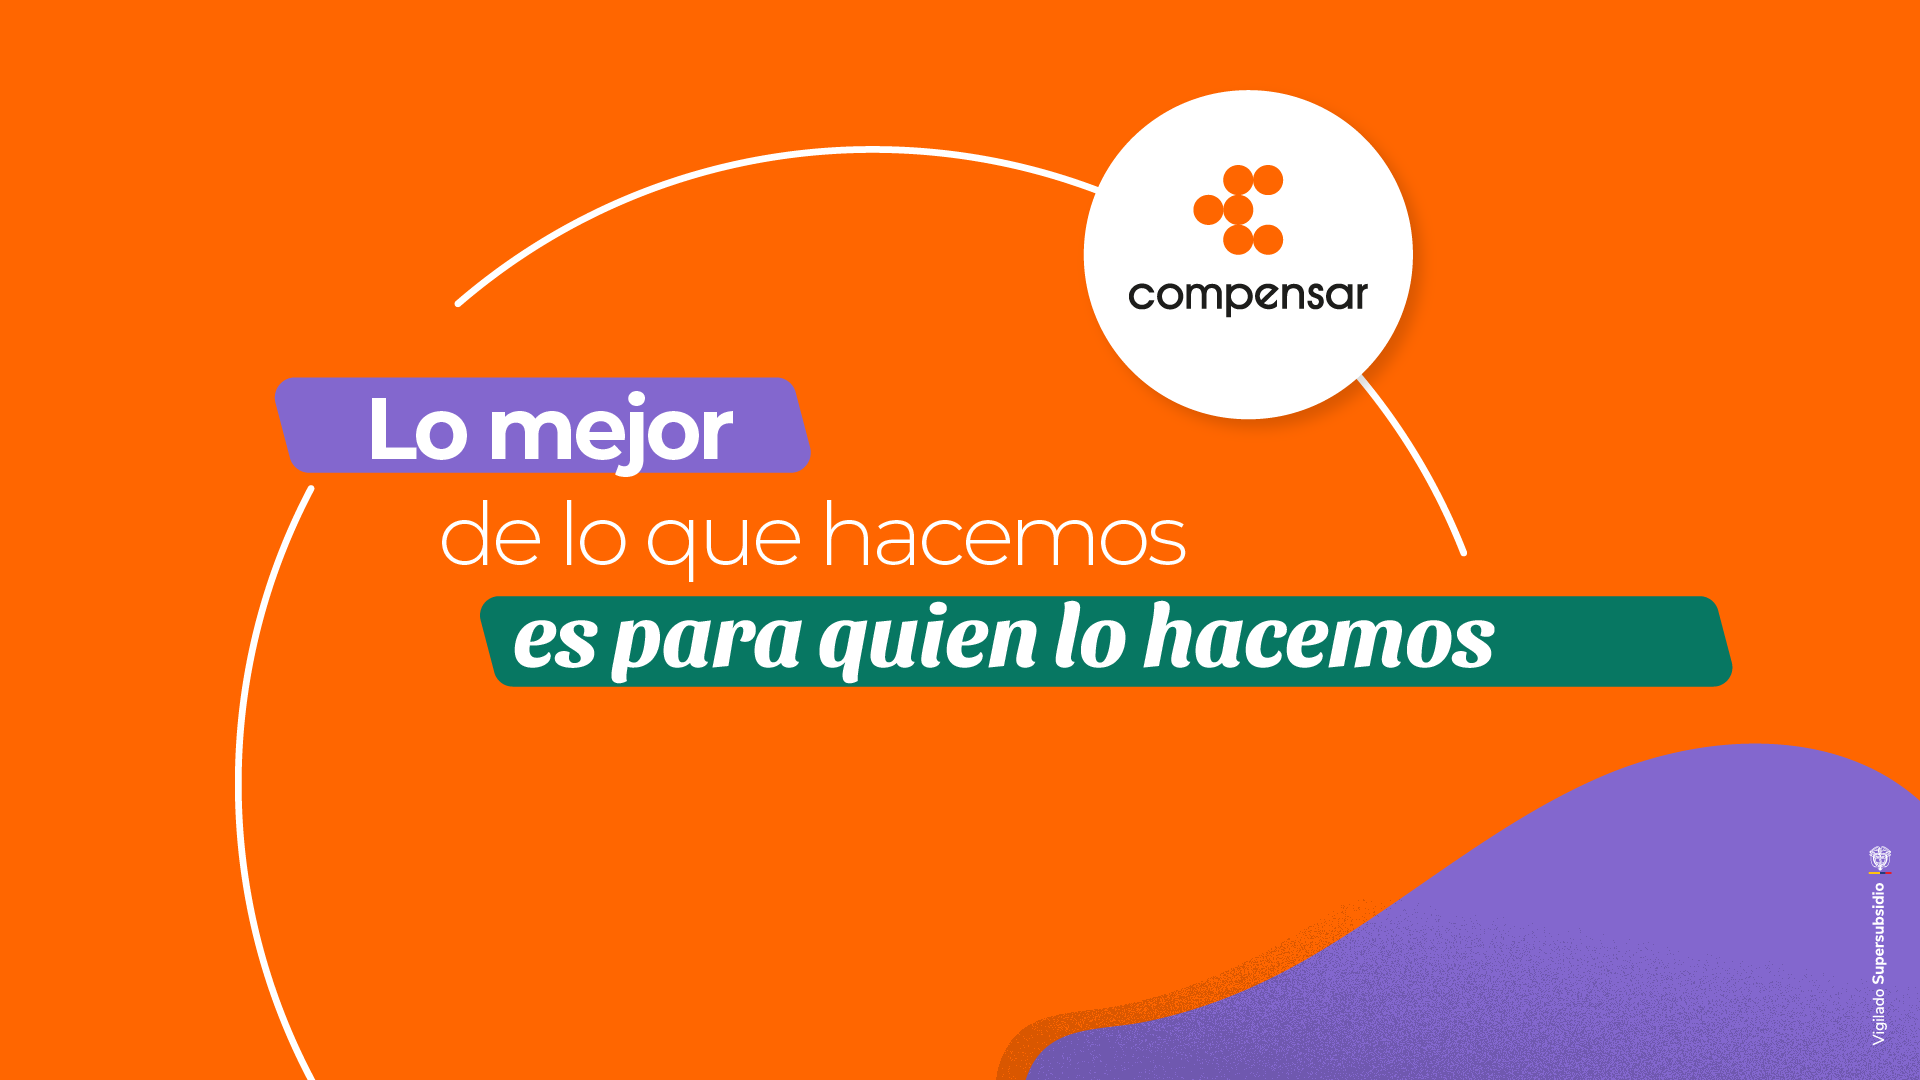 compensar
Lo mejor
de lo que hacemos
es para quien lo hacemos
Vigilado Supersubsidio